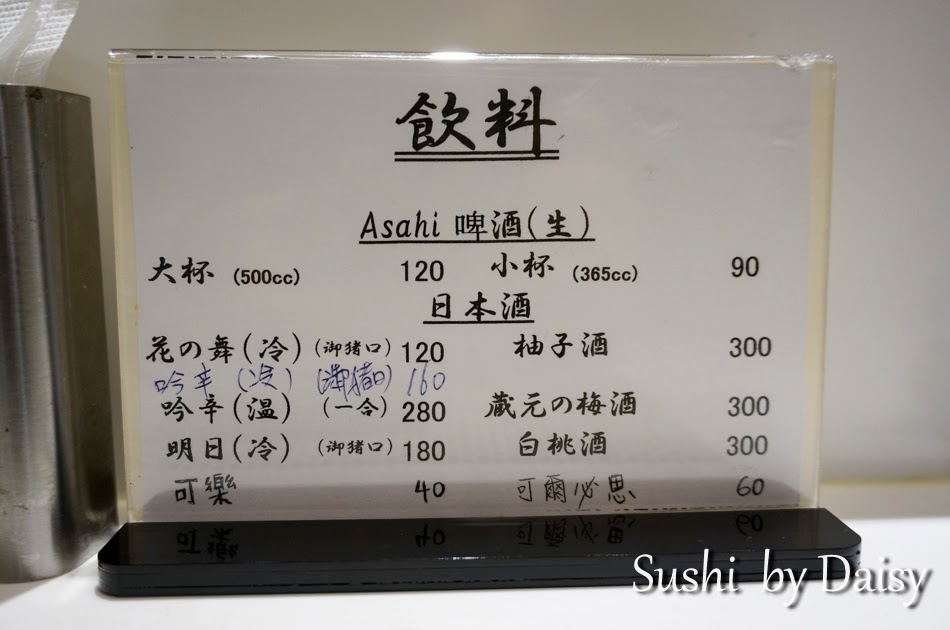 飲料
Asahi 啤酒(生)
大杯 (500cc) 120 小杯 (365cc) 90
日本酒
花の舞(冷) (御猪口) 120 柚子酒 300
吟辛 (冷) (御猪口) 160
吟辛(温) (一合) 280 蔵元の梅酒 300
明日(冷) (御猪口) 180 白桃酒 300
可樂 40 可爾必思 60
Sushi by Daisy